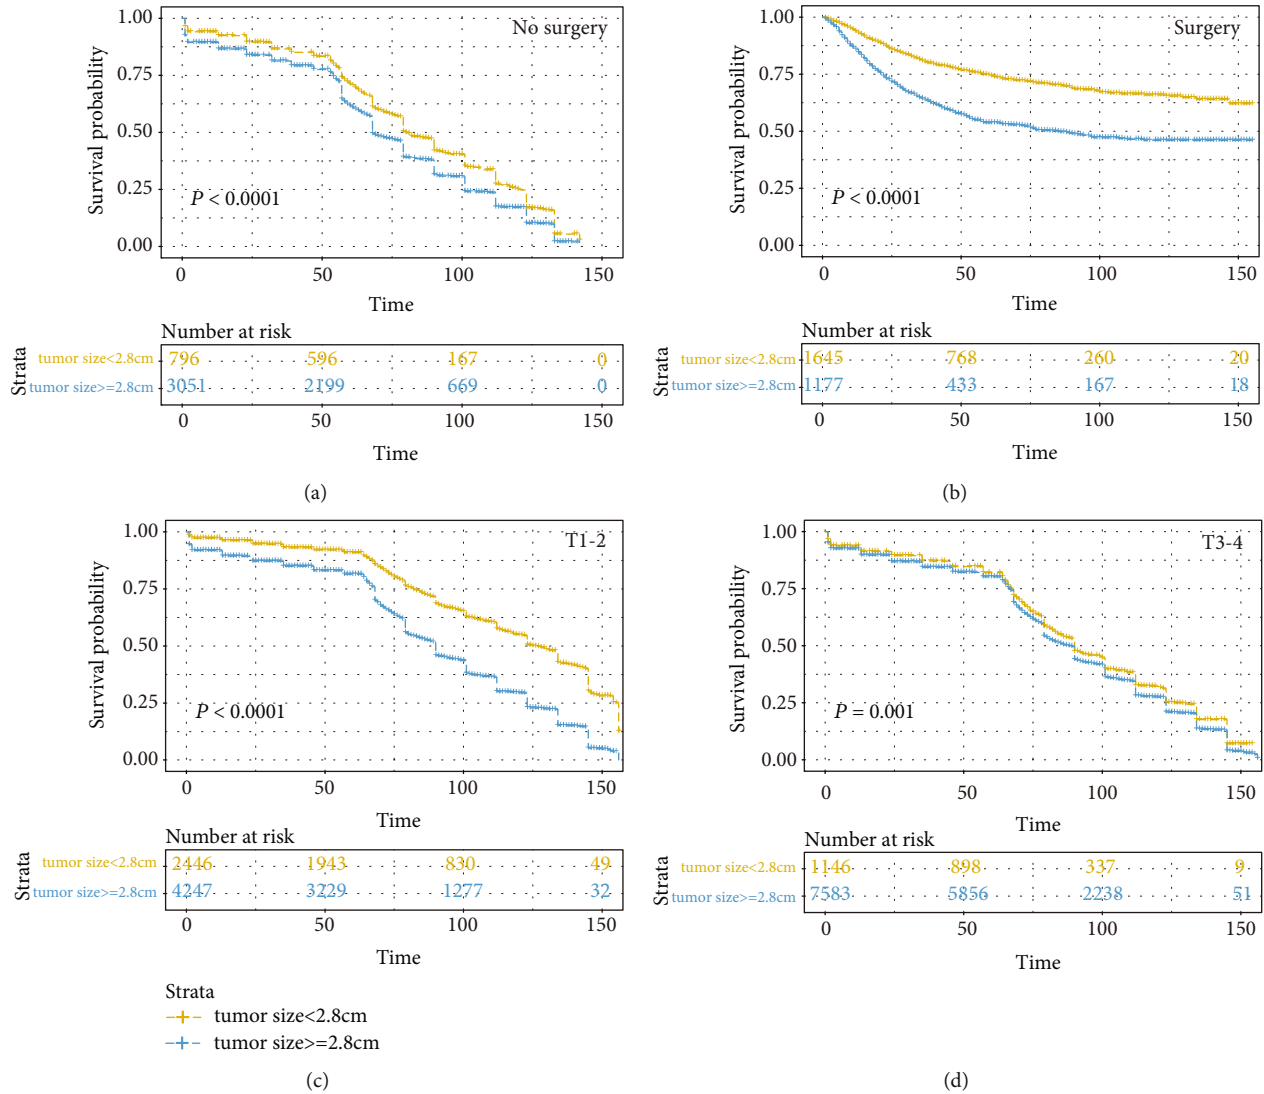 (a)
Survival probability
1.00
0.75
0.50
0.25
0.00
No surgery
P < 0.0001
0 50 100 150
Time
Number at risk
Strata
tumor size<2.8cm 796 596 167 0
tumor size>=2.8cm 3051 2199 669 0
0 50 100 150
Time
(a)
(b)
Survival probability
1.00
0.75
0.50
0.25
0.00
Surgery
P < 0.0001
0 50 100 150
Time
Number at risk
Strata
tumor size<2.8cm 1645 768 260 20
tumor size>=2.8cm 1177 433 167 18
0 50 100 150
Time
(b)
Survival probability
1.00
0.75
0.50
0.25
0.00
T1-2
P < 0.0001
0 50 100 150
Time
Number at risk
Strata
tumor size<2.8cm 2446 1943 830 49
tumor size>=2.8cm 4247 3229 1277 32
0 50 100 150
Time
Strata
tumor size<2.8cm
tumor size>=2.8cm
(c)
Survival probability
1.00
0.75
0.50
0.25
0.00
T3-4
P = 0.001
0 50 100 150
Time
Number at risk
Strata
tumor size<2.8cm 1146 898 337 9
tumor size>=2.8cm 7583 5856 2238 51
0 50 100 150
Time
(d)